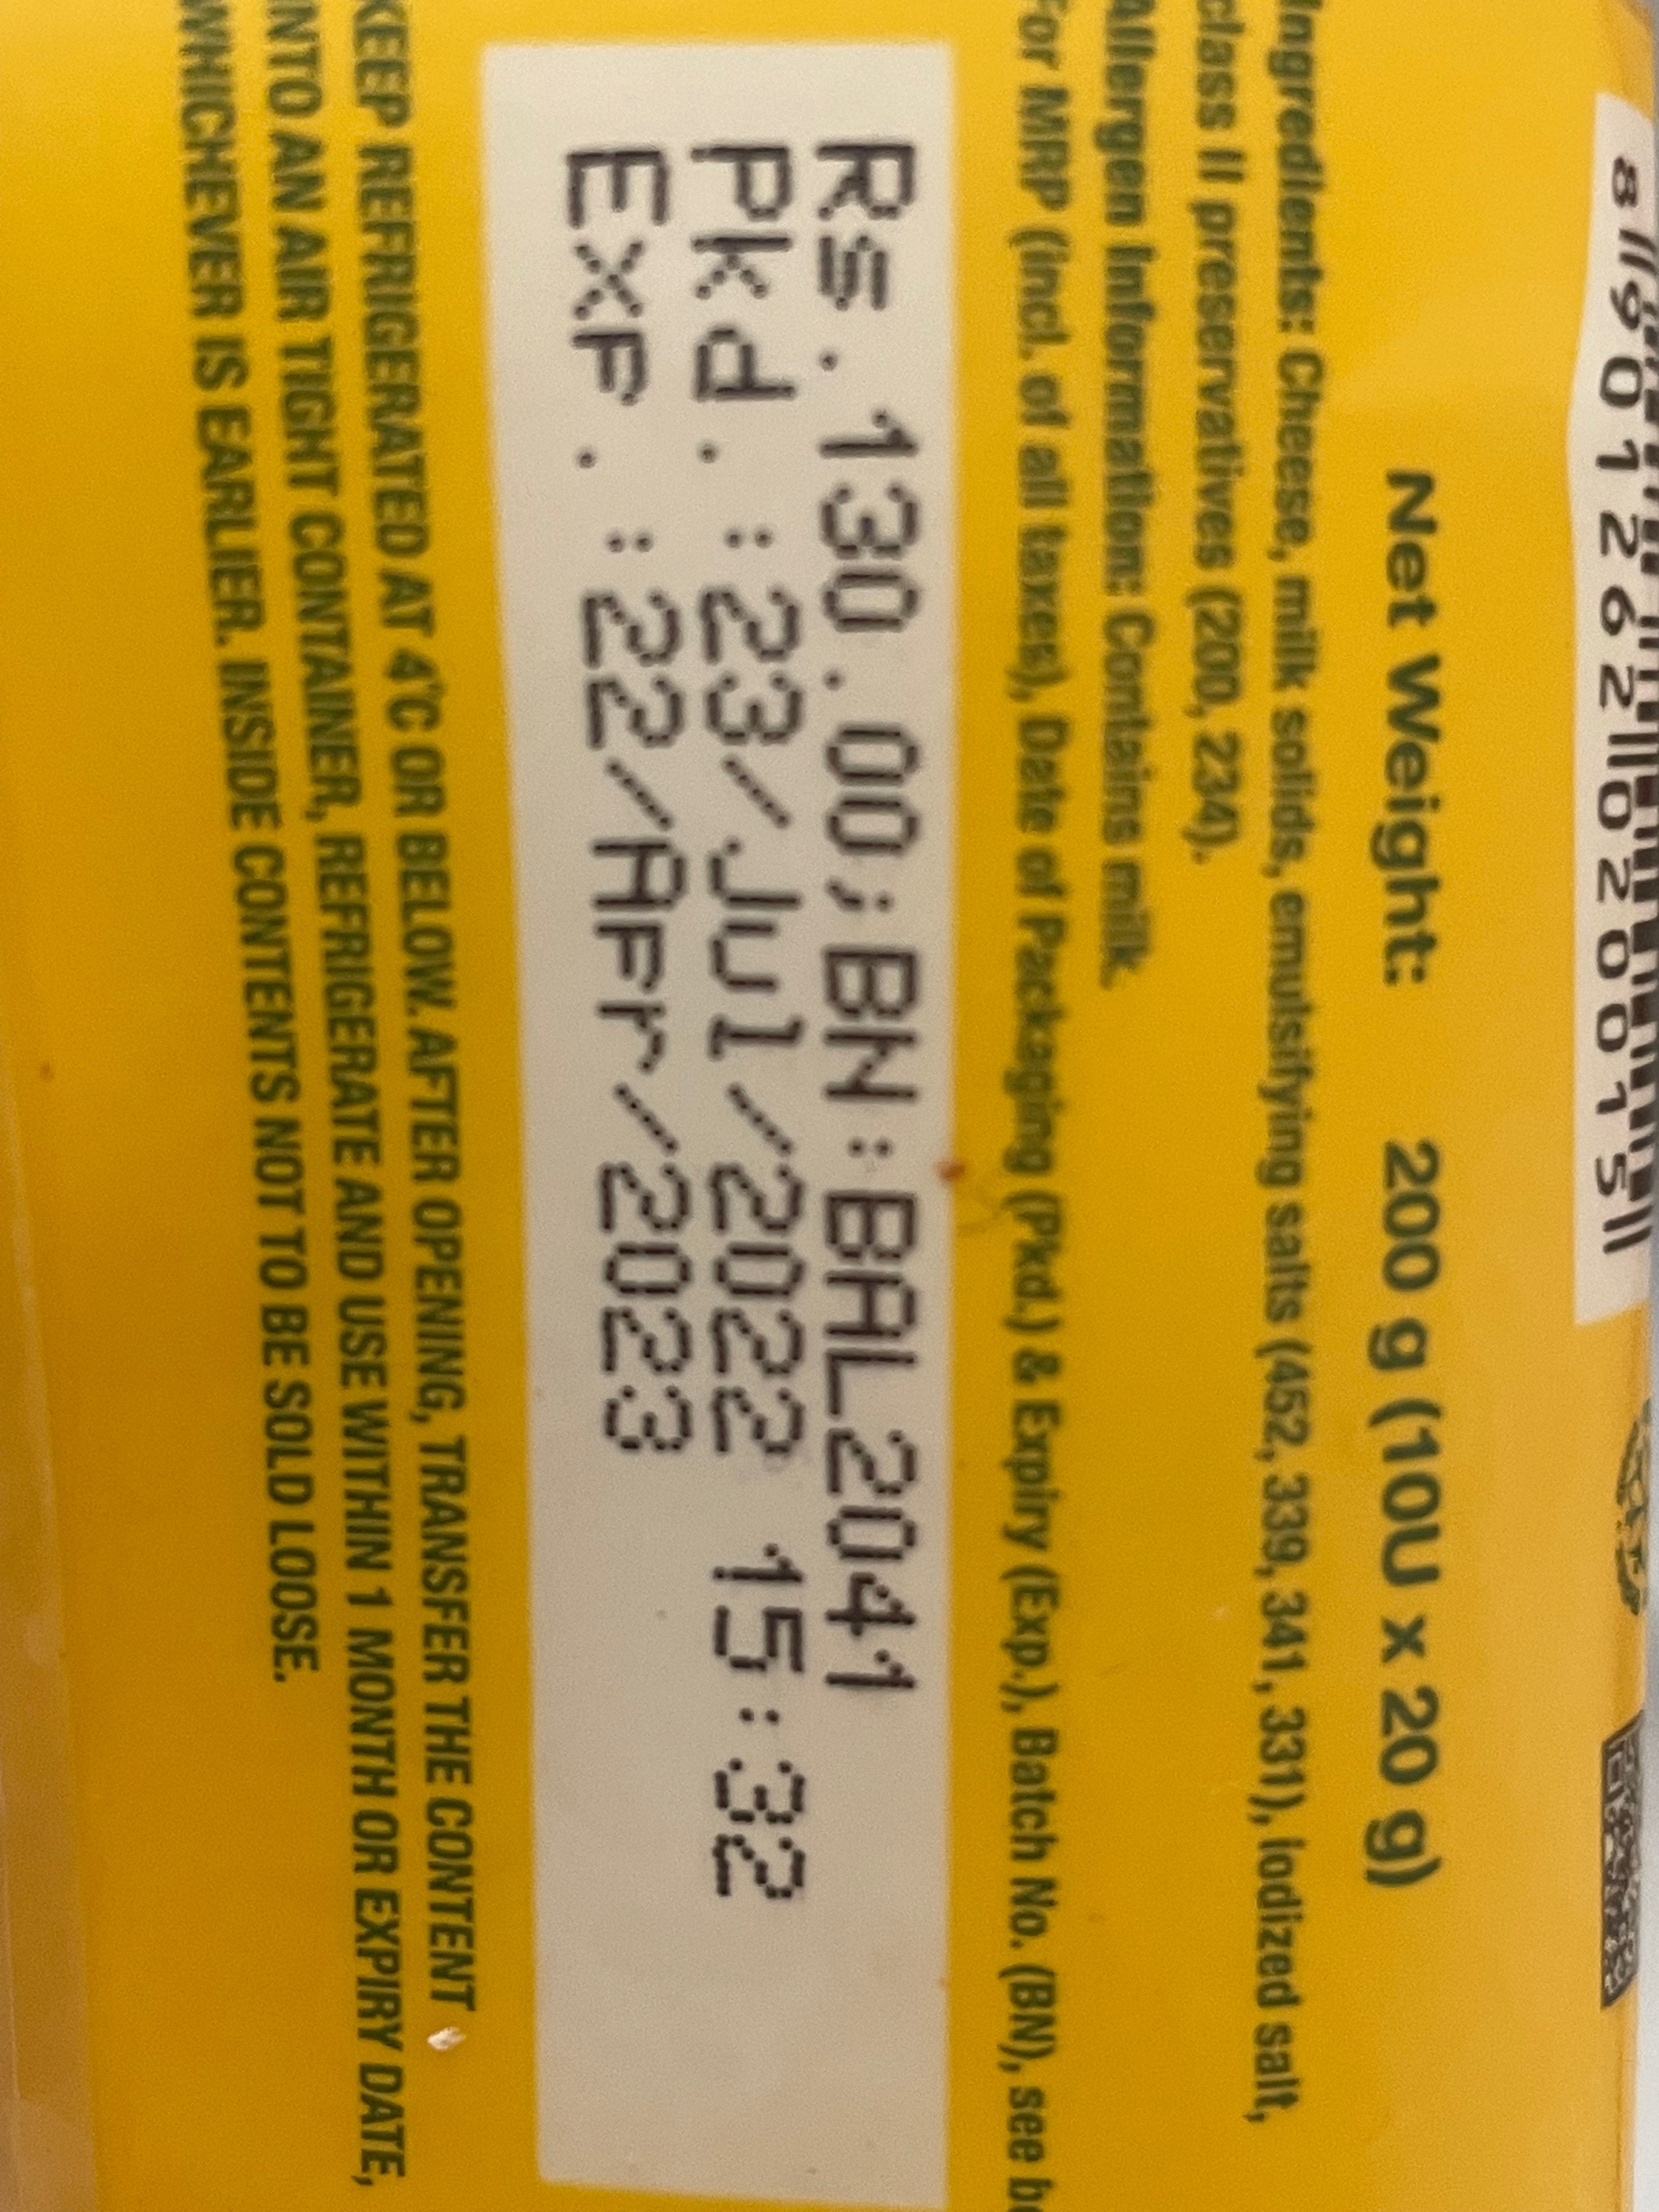 8 901262 020015
Net Weight: 200 g (10U x 20 g)
Ingredients: Cheese, milk solids, emulsifying salts (452, 339, 341, 331), Iodized salt,
class II preservatives (200, 234).
Allergen Information: Contains milk.
For MRP (incl. of all taxes), Date of Packaging (Pkd.) & Expiry (Exp.), Batch No. (BN), see
Rs.130.00;BN:BAL2041
Pkd.:23/Jul/2022 15:32
Exp.:22/Apr/2023
KEEP REFRIGERATED AT 4°C OR BELOW. AFTER OPENING, TRANSFER THE CONTENT
INTO AN AIR TIGHT CONTAINER, REFRIGERATE AND USE WITHIN 1 MONTH OR EXPIRY DATE,
WHICHEVER IS EARLIER. INSIDE CONTENTS NOT TO BE SOLD LOOSE.